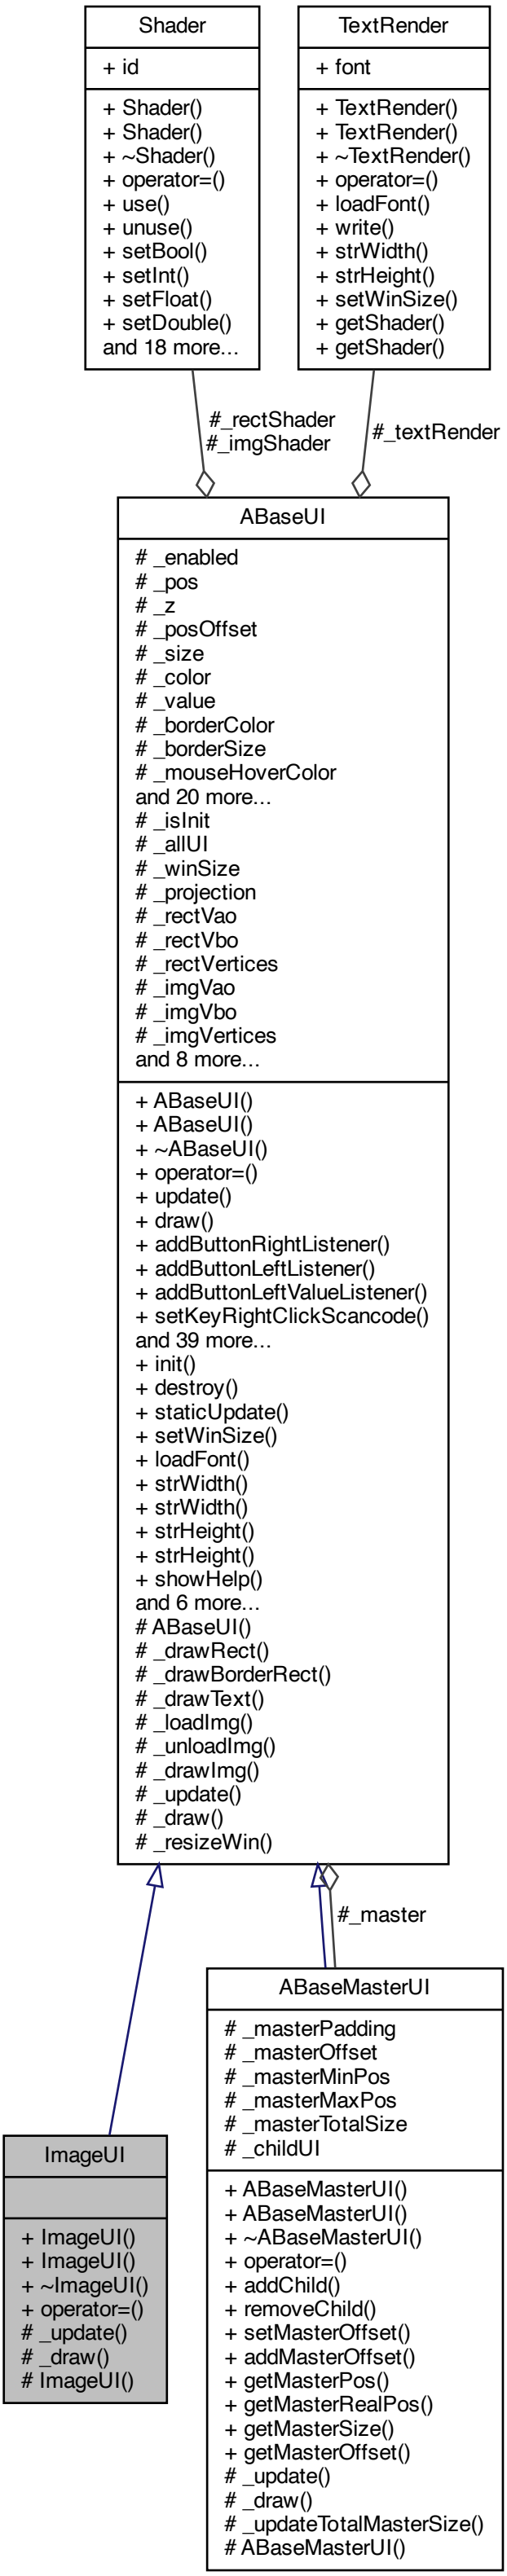 Shader
+ id
+ Shader()
+ Shader()
+ ~Shader()
+ operator=()
+ use()
+ unuse()
+ setBool()
+ setInt()
+ setFloat()
+ setDouble()
and 18 more...
TextRender
+ font
+ TextRender()
+ TextRender()
+ ~TextRender()
+ operator=()
+ loadFont()
+ write()
+ strWidth()
+ strHeight()
+ setWinSize()
+ getShader()
+ getShader()
#_rectShader
#_imgShader
#_textRender
ABaseUI
# _enabled
# _pos
# _z
# _posOffset
# _size
# _color
# _value
# _borderColor
# _borderSize
# _mouseHoverColor
and 20 more...
# _isInit
# _allUI
# _winSize
# _projection
# _rectVao
# _rectVbo
# _rectVertices
# _imgVao
# _imgVbo
# _imgVertices
and 8 more...
+ ABaseUI()
+ ABaseUI()
+ ~ABaseUI()
+ operator=()
+ update()
+ draw()
+ addButtonRightListener()
+ addButtonLeftListener()
+ addButtonLeftValueListener()
+ setKeyRightClickScancode()
and 39 more...
+ init()
+ destroy()
+ staticUpdate()
+ setWinSize()
+ loadFont()
+ strWidth()
+ strWidth()
+ strHeight()
+ strHeight()
+ showHelp()
and 6 more...
# ABaseUI()
# _drawRect()
# _drawBorderRect()
# _drawText()
# _loadImg()
# _unloadImg()
# _drawImg()
# _update()
# _draw()
# _resizeWin()
#_master
ABaseMasterUI
# _masterPadding
# _masterOffset
# _masterMinPos
# _masterMaxPos
# _masterTotalSize
# _childUI
+ ABaseMasterUI()
+ ABaseMasterUI()
+ ~ABaseMasterUI()
+ operator=()
+ addChild()
+ removeChild()
+ setMasterOffset()
+ addMasterOffset()
+ getMasterPos()
+ getMasterRealPos()
+ getMasterSize()
+ getMasterOffset()
# _update()
# _draw()
# _updateTotalMasterSize()
# ABaseMasterUI()
ImageUI
+ ImageUI()
+ ImageUI()
+ ~ImageUI()
+ operator=()
# _update()
# _draw()
# ImageUI()